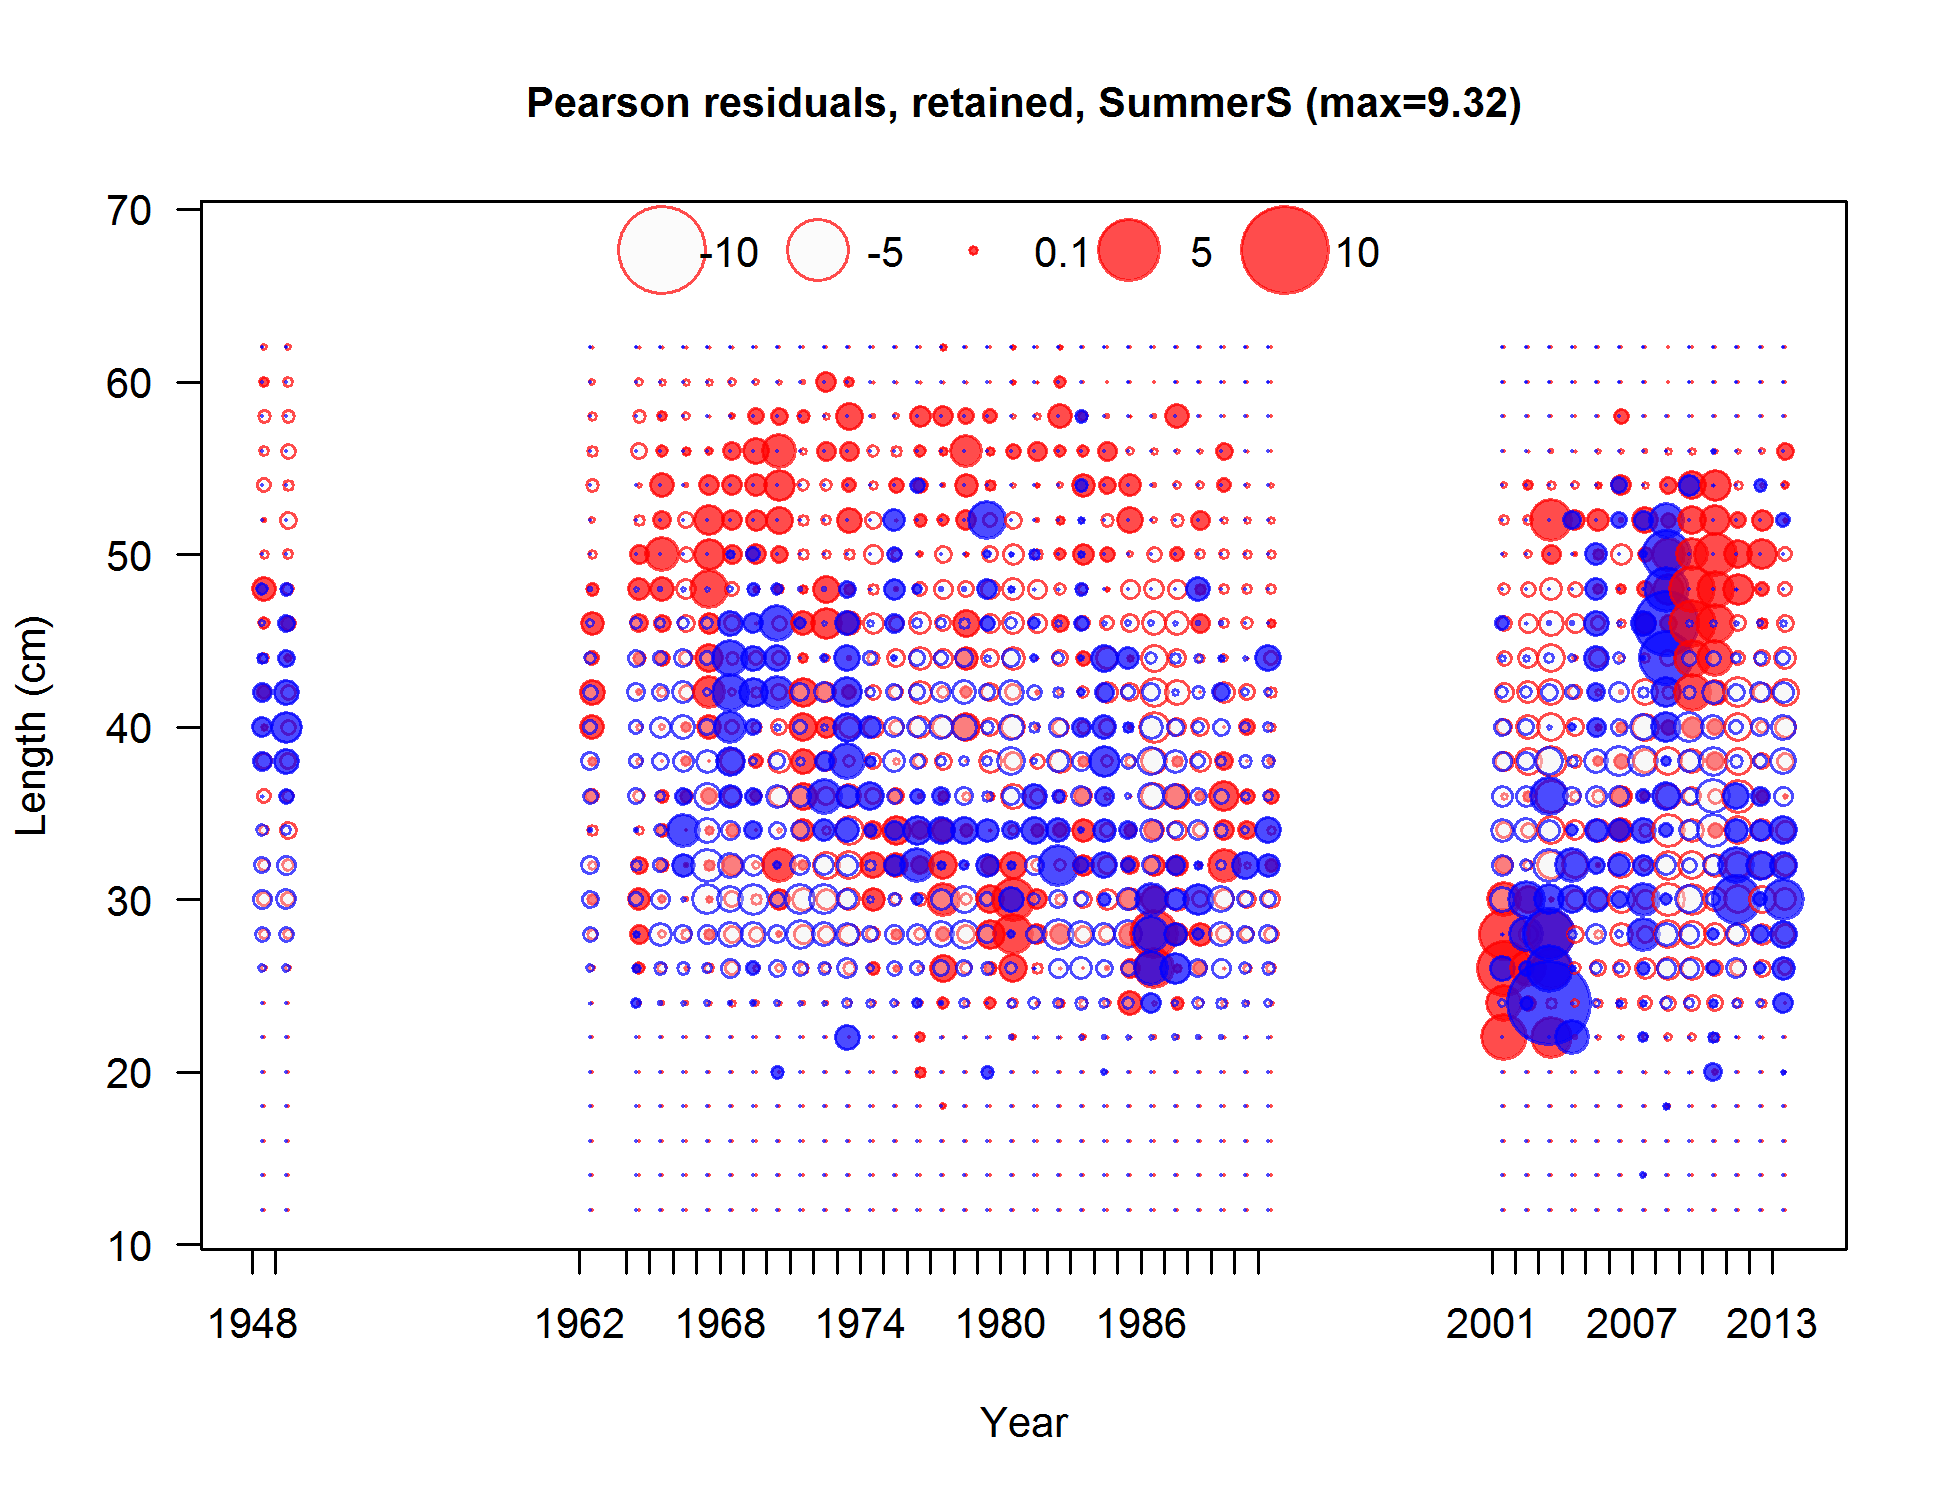 Pearson residuals, retained, SummerS (max=9.32)
-10 -5 0.1 5 10
70
60
50
40
30
20
10
Length (cm)
1948 1962 1968 1974 1980 1986 2001 2007 2013
Year